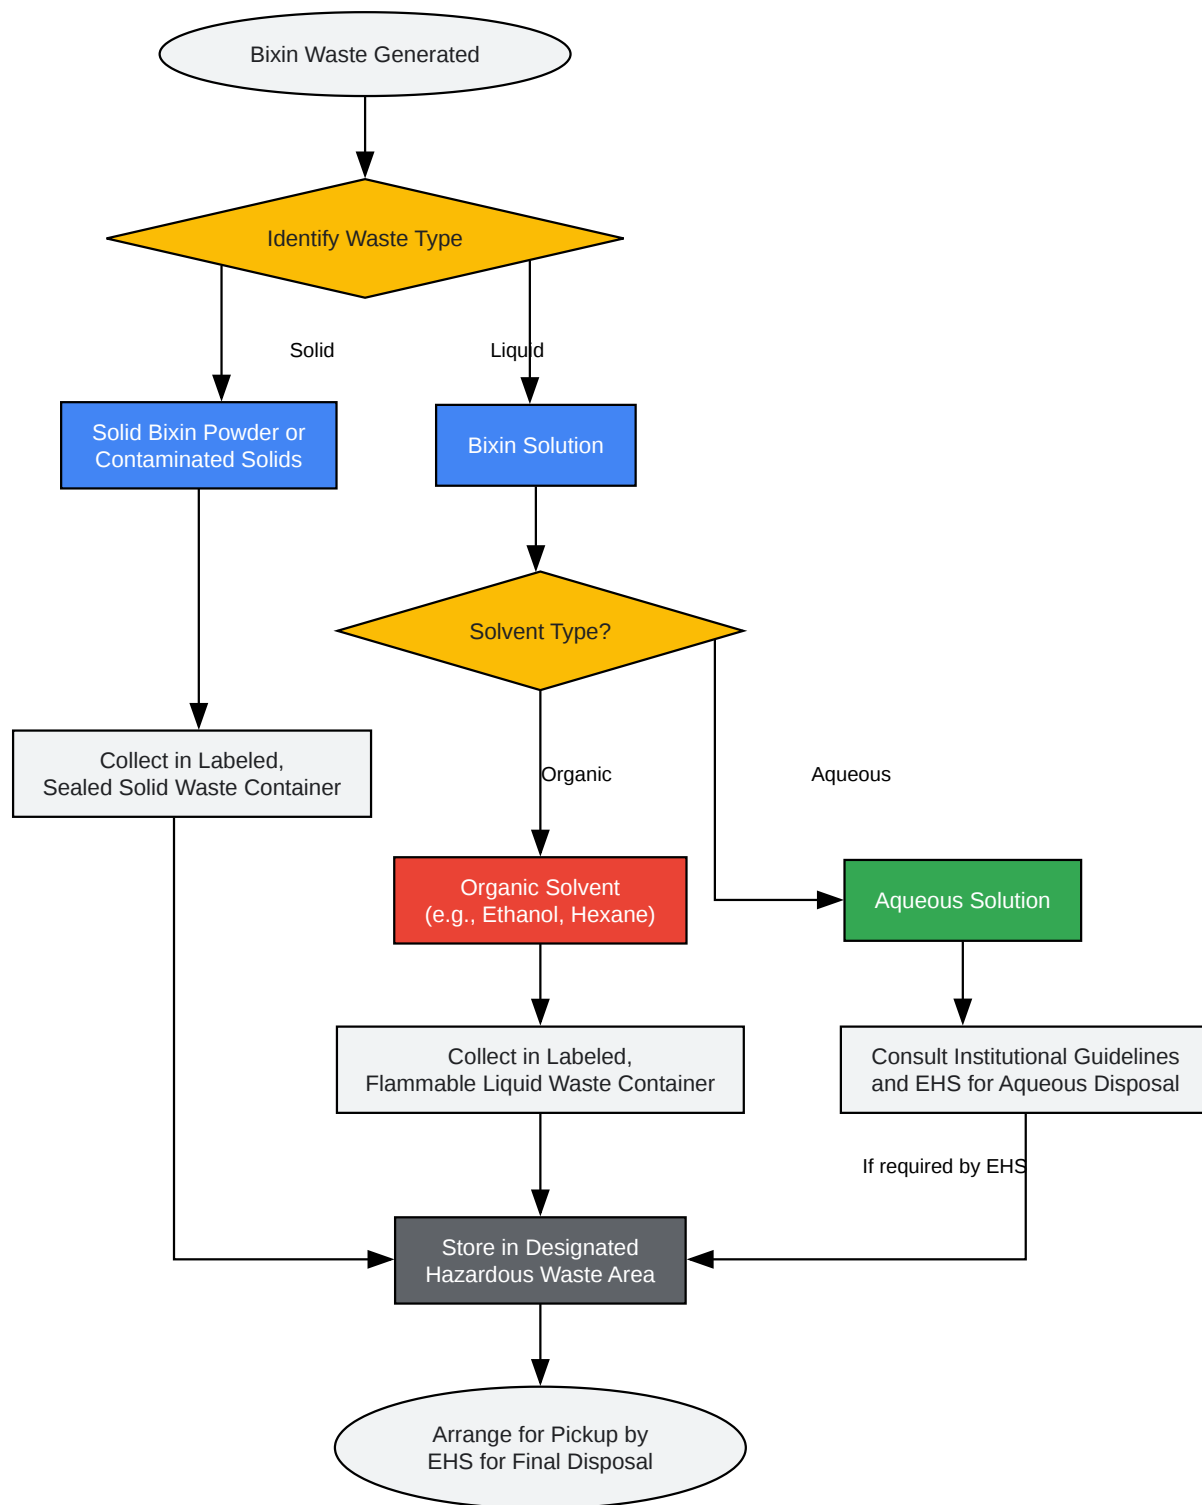 Bixin Waste Generated
Identify Waste Type
Solid
Liquid
Solid Bixin Powder or
Contaminated Solids
Bixin Solution
Solvent Type?
Collect in Labeled,
Sealed Solid Waste Container
Organic
Aqueous
Organic Solvent
(e.g., Ethanol, Hexane)
Aqueous Solution
Collect in Labeled,
Flammable Liquid Waste Container
Consult Institutional Guidelines
and EHS for Aqueous Disposal
If required by EHS
Store in Designated
Hazardous Waste Area
Arrange for Pickup by
EHS for Final Disposal